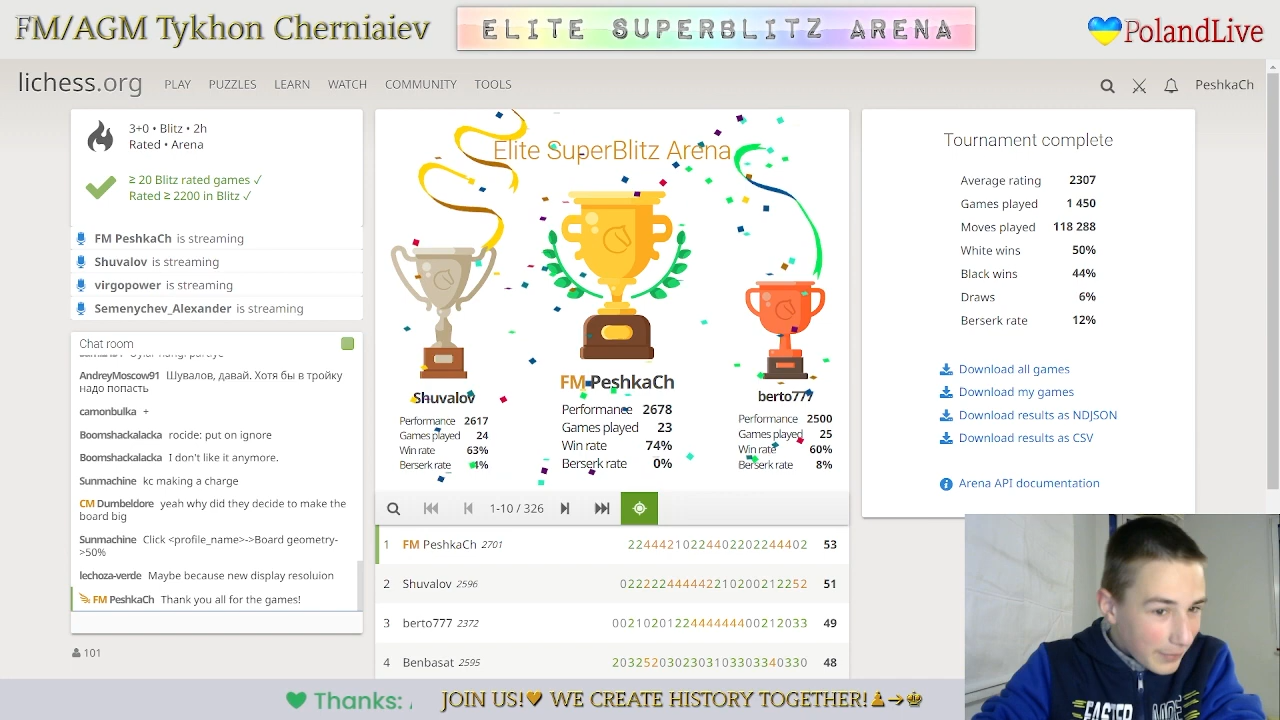 FM/AGM Tykhon Cherniaiev
ELITE SUPERBLITZ ARENA
PolandLive
lichess.org PLAY PUZZLES LEARN WATCH COMMUNITY TOOLS
PeshkaCh
3+0 • Blitz • 2h
Rated • Arena
≥ 20 Blitz rated games ✓
Rated ≥ 2200 in Blitz ✓
FM PeshkaCh is streaming
Shuvalov is streaming
virgopower is streaming
Semenychev_Alexander is streaming
Chat room
AndreyMoscow91 Шувалов, давай. Хотя бы в тройку
надо попасть
camonbulka +
Boomshackalacka rocide: put on ignore
Boomshackalacka I don't like it anymore.
Sunmachine kc making a charge
CM Dumbeldore yeah why did they decide to make the
board big
Sunmachine Click <profile_name>->Board geometry-
>50%
lechoza-verde Maybe because new display resoluion
FM PeshkaCh Thank you all for the games!
101
Elite SuperBlitz Arena
Shuvalov
Performance 2617
Games played 24
Win rate 63%
Berserk rate 4%
FM PeshkaCh
Performance 2678
Games played 23
Win rate 74%
Berserk rate 0%
berto777
Performance 2500
Games played 25
Win rate 60%
Berserk rate 8%
1-10 / 326
1 FM PeshkaCh 2701 22444210224402202244402 53
2 Shuvalov 2596 0222224444442210200212252 51
3 berto777 2372 0021020122444444400212033 49
4 Benbasat 2595 2032520302303103303340330 48
Tournament complete
Average rating 2307
Games played 1 450
Moves played 118 288
White wins 50%
Black wins 44%
Draws 6%
Berserk rate 12%
Download all games
Download my games
Download results as NDJSON
Download results as CSV
Arena API documentation
Thanks:
JOIN US! WE CREATE HISTORY TOGETHER!